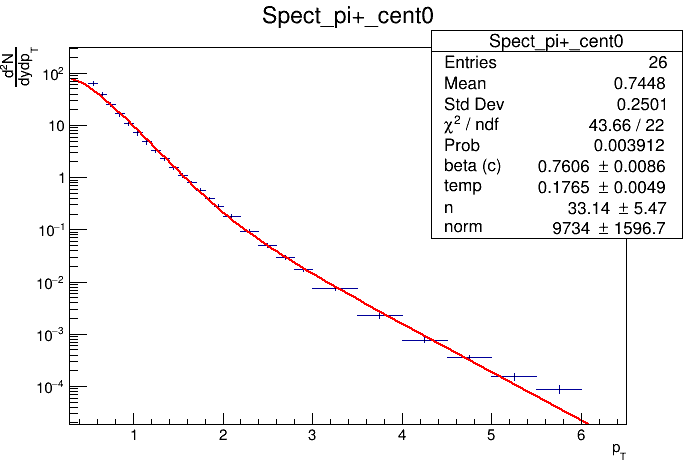 Spect_pi+_cent0
d²N
dydp_T
Spect_pi+_cent0
Entries 26
Mean 0.7448
Std Dev 0.2501
χ² / ndf 43.66 / 22
Prob 0.003912
beta (c) 0.7606 ± 0.0086
temp 0.1765 ± 0.0049
n 33.14 ± 5.47
norm 9734 ± 1596.7
10²
10
1
10⁻¹
10⁻²
10⁻³
10⁻⁴
1 2 3 4 5 6
p_T